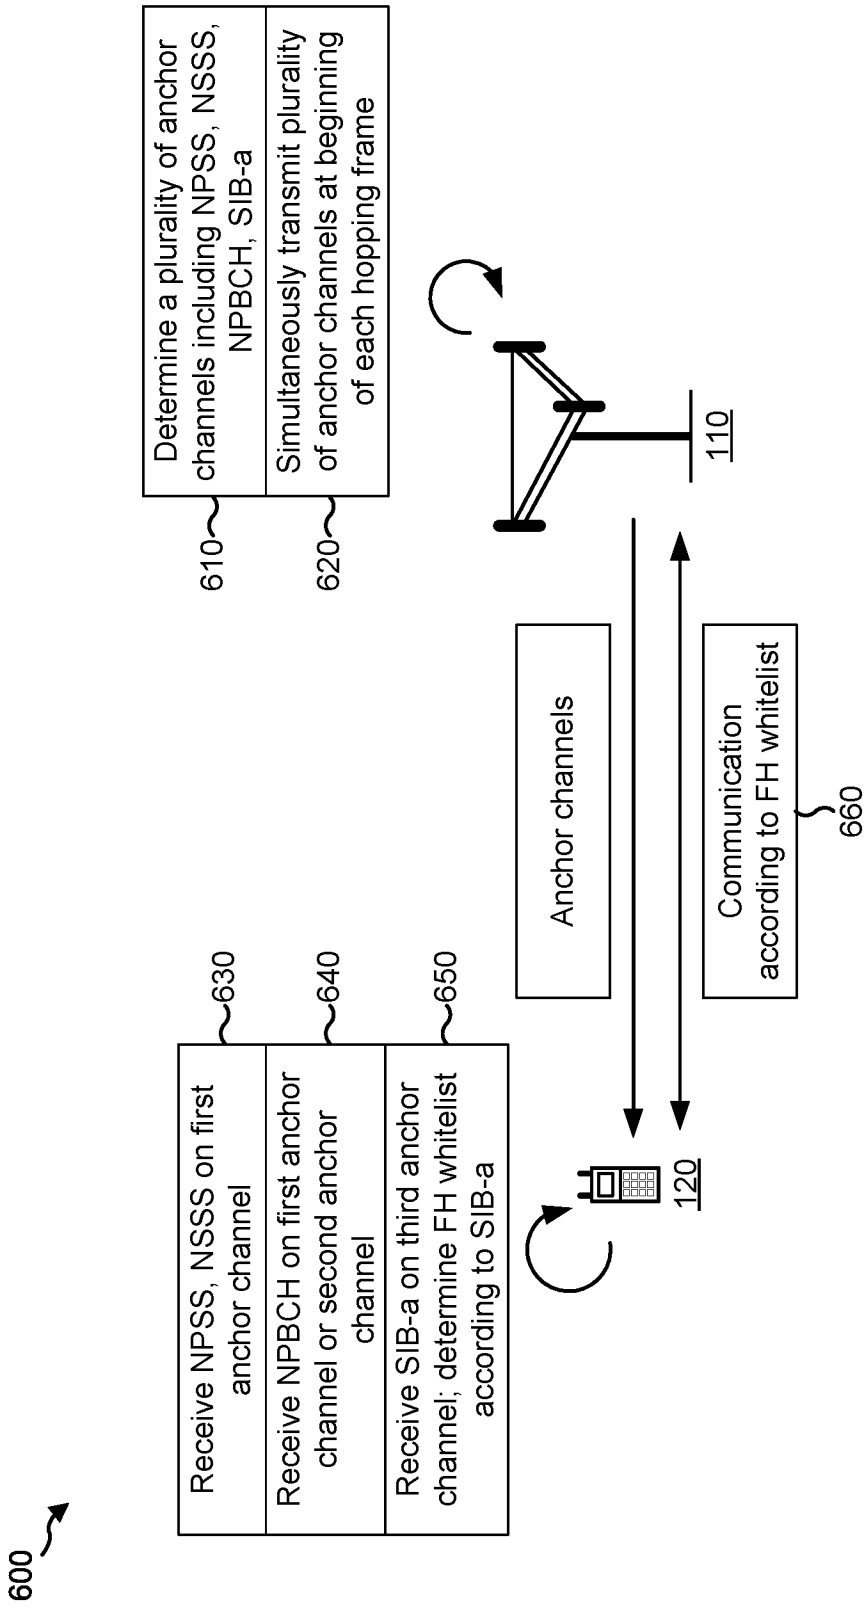 600
Receive NPSS, NSSS on first
anchor channel
630
Receive NPBCH on first anchor
channel or second anchor
channel
640
Receive SIB-a on third anchor
channel; determine FH whitelist
according to SIB-a
650
610
Determine a plurality of anchor
channels including NPSS, NSSS,
NPBCH, SIB-a
620
Simultaneously transmit plurality
of anchor channels at beginning
of each hopping frame
Anchor channels
120
110
Communication
according to FH whitelist
660